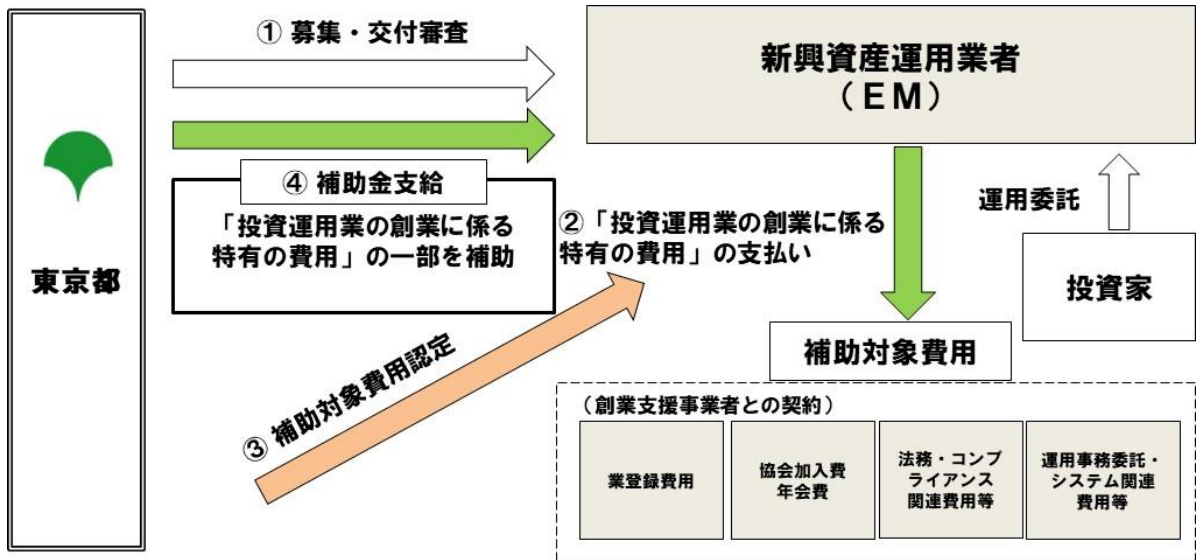 東京都
① 募集・交付審査
④ 補助金支給
「投資運用業の創業に係る
特有の費用」の一部を補助
②「投資運用業の創業に係る
特有の費用」の支払い
③ 補助対象費用認定
新興資産運用業者
（ＥＭ）
運用委託
投資家
補助対象費用
（創業支援事業者との契約）
業登録費用
協会加入費
年会費
法務・コンプ
ライアンス
関連費用等
運用事務委託・
システム関連
費用等